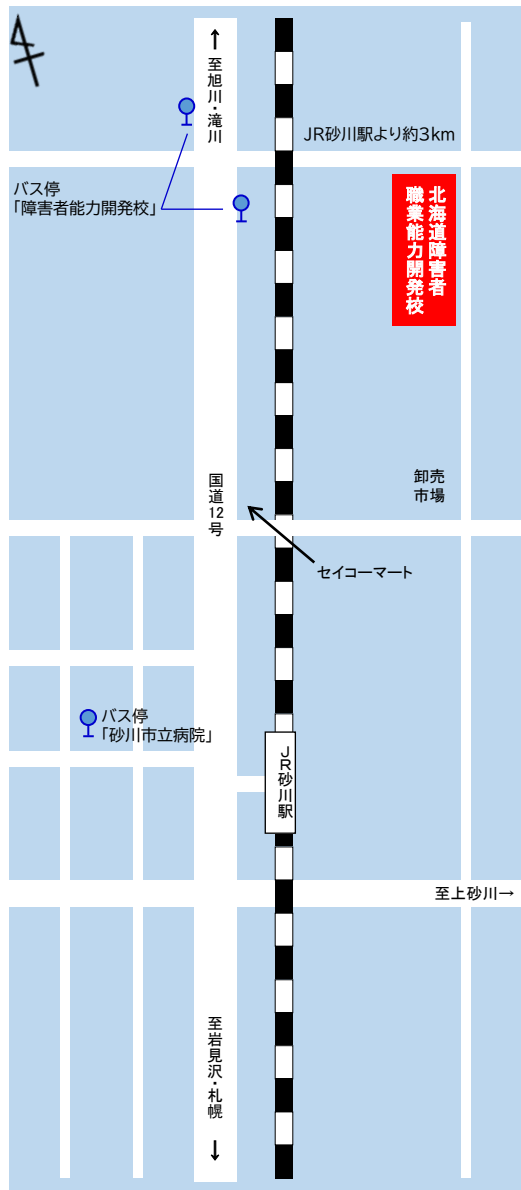 ↑
至旭川・滝川
JR砂川駅より約3km
バス停
「障害者能力開発校」
北海道障害者
職業能力開発校
国道12号
卸売
市場
セイコーマート
バス停
「砂川市立病院」
JR砂川駅
至上砂川→
至岩見沢・札幌
↓